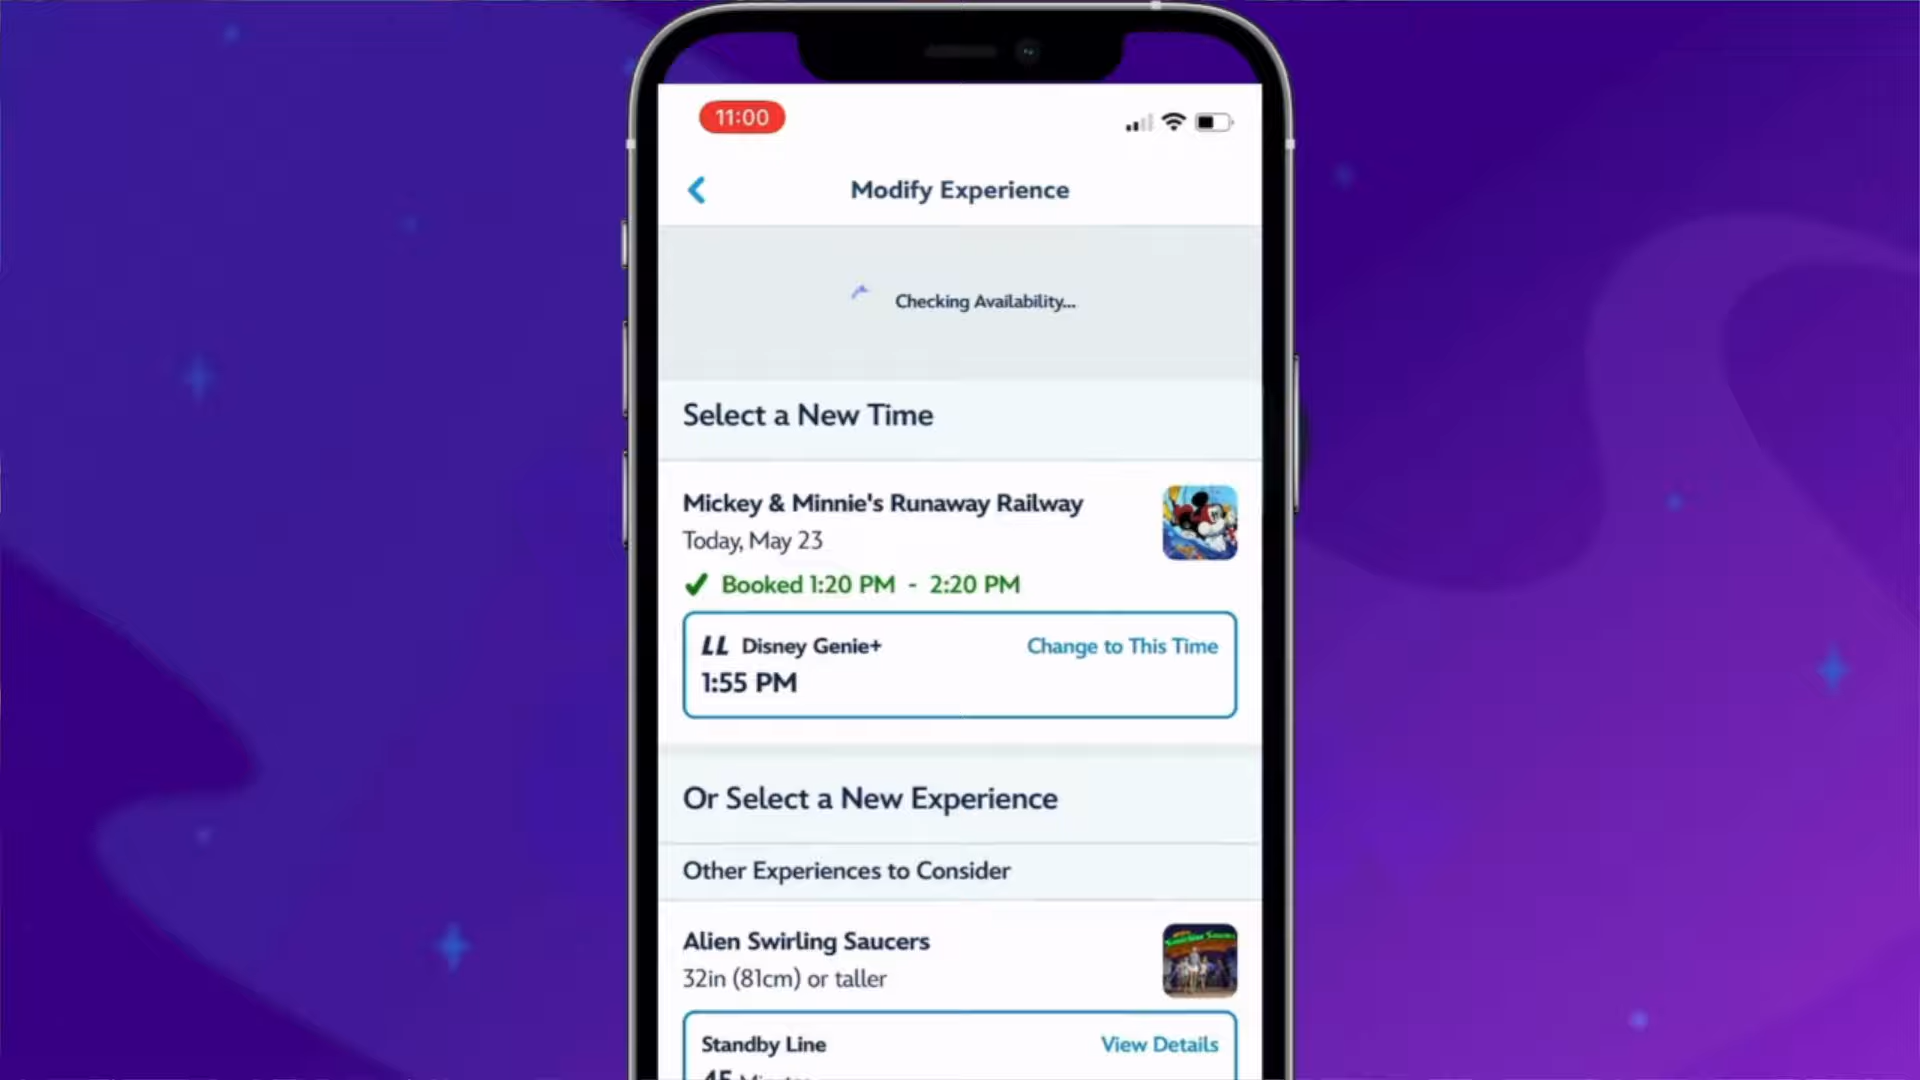 11:00
Modify Experience
Checking Availability...
Select a New Time
Mickey & Minnie's Runaway Railway
Today, May 23
Booked 1:20 PM - 2:20 PM
LL Disney Genie+
Change to This Time
1:55 PM
Or Select a New Experience
Other Experiences to Consider
Alien Swirling Saucers
32in (81cm) or taller
Standby Line
View Details